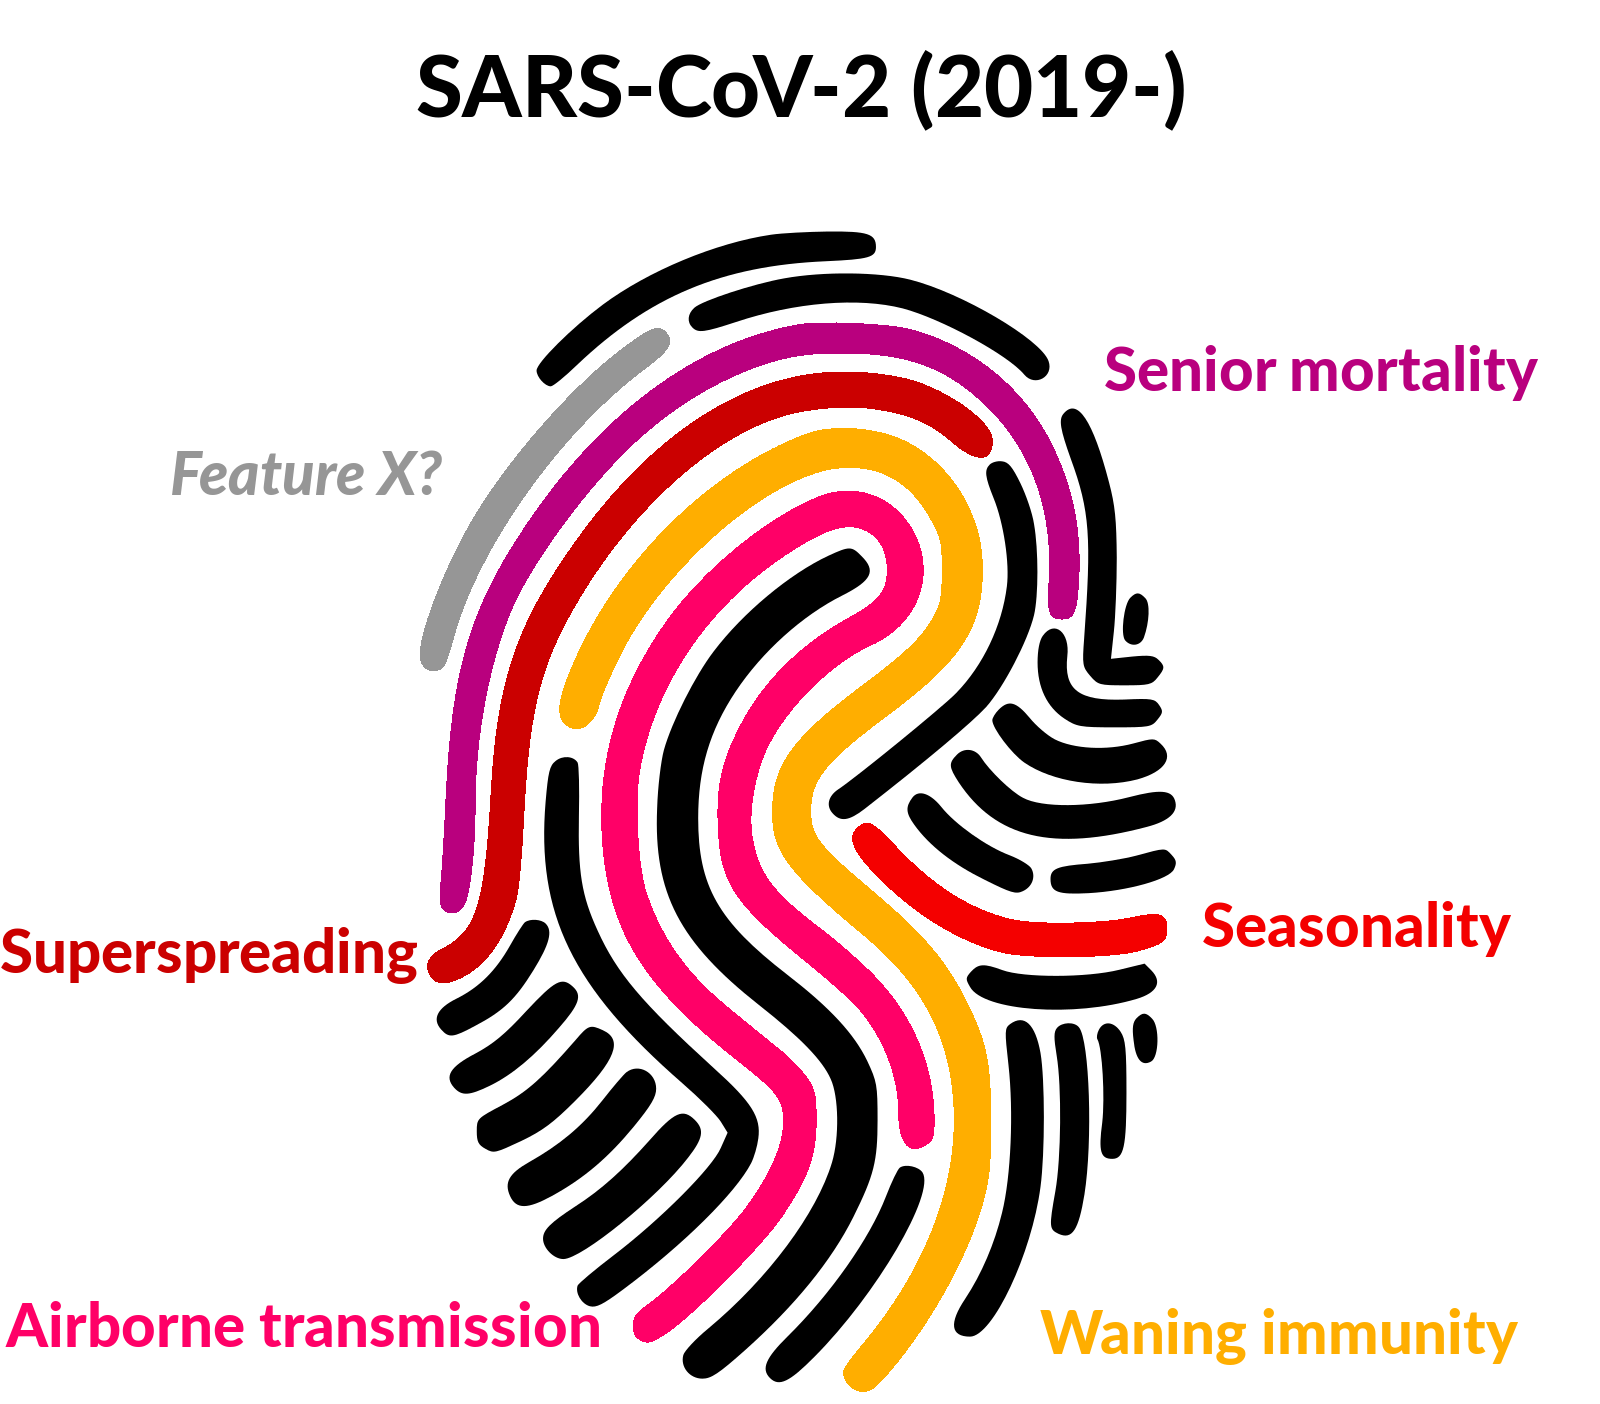 SARS-CoV-2 (2019-)
Senior mortality
Feature X?
Seasonality
Superspreading
Airborne transmission
Waning immunity